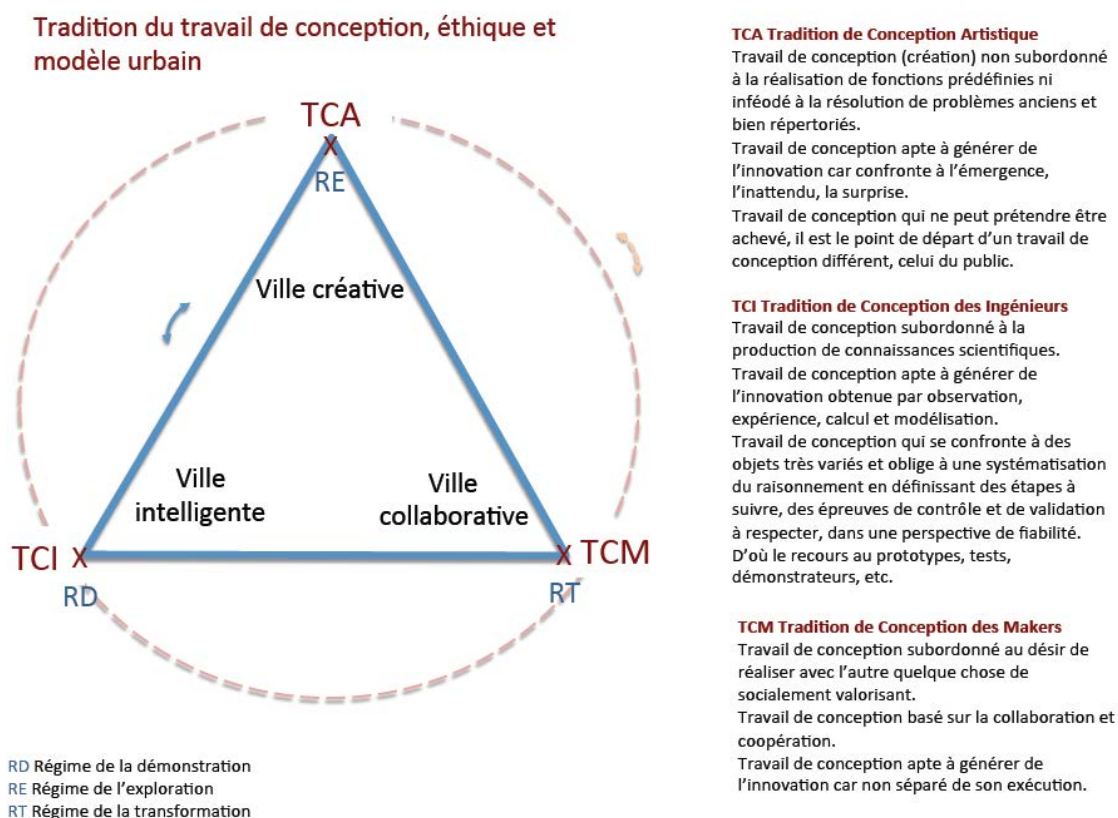 Tradition du travail de conception, éthique et
modèle urbain
TCA
RE
Ville créative
Ville
intelligente
Ville
collaborative
TCI
TCM
RD
RT
RD Régime de la démonstration
RE Régime de l'exploration
RT Régime de la transformation
TCA Tradition de Conception Artistique
Travail de conception (création) non subordonné
à la réalisation de fonctions prédéfinies ni
inféodé à la résolution de problèmes anciens et
bien répertoriés.
Travail de conception apte à générer de
l'innovation car confronte à l'émergence,
l'inattendu, la surprise.
Travail de conception qui ne peut prétendre être
achevé, il est le point de départ d'un travail de
conception différent, celui du public.
TCI Tradition de Conception des Ingénieurs
Travail de conception subordonné à la
production de connaissances scientifiques.
Travail de conception apte à générer de
l'innovation obtenue par observation,
expérience, calcul et modélisation.
Travail de conception qui se confronte à des
objets très variés et oblige à une systématisation
du raisonnement en définissant des étapes à
suivre, des épreuves de contrôle et de validation
à respecter, dans une perspective de fiabilité.
D'où le recours au prototypes, tests,
démonstrateurs, etc.
TCM Tradition de Conception des Makers
Travail de conception subordonné au désir de
réaliser avec l'autre quelque chose de
socialement valorisant.
Travail de conception basé sur la collaboration et
coopération.
Travail de conception apte à générer de
l'innovation car non séparé de son exécution.